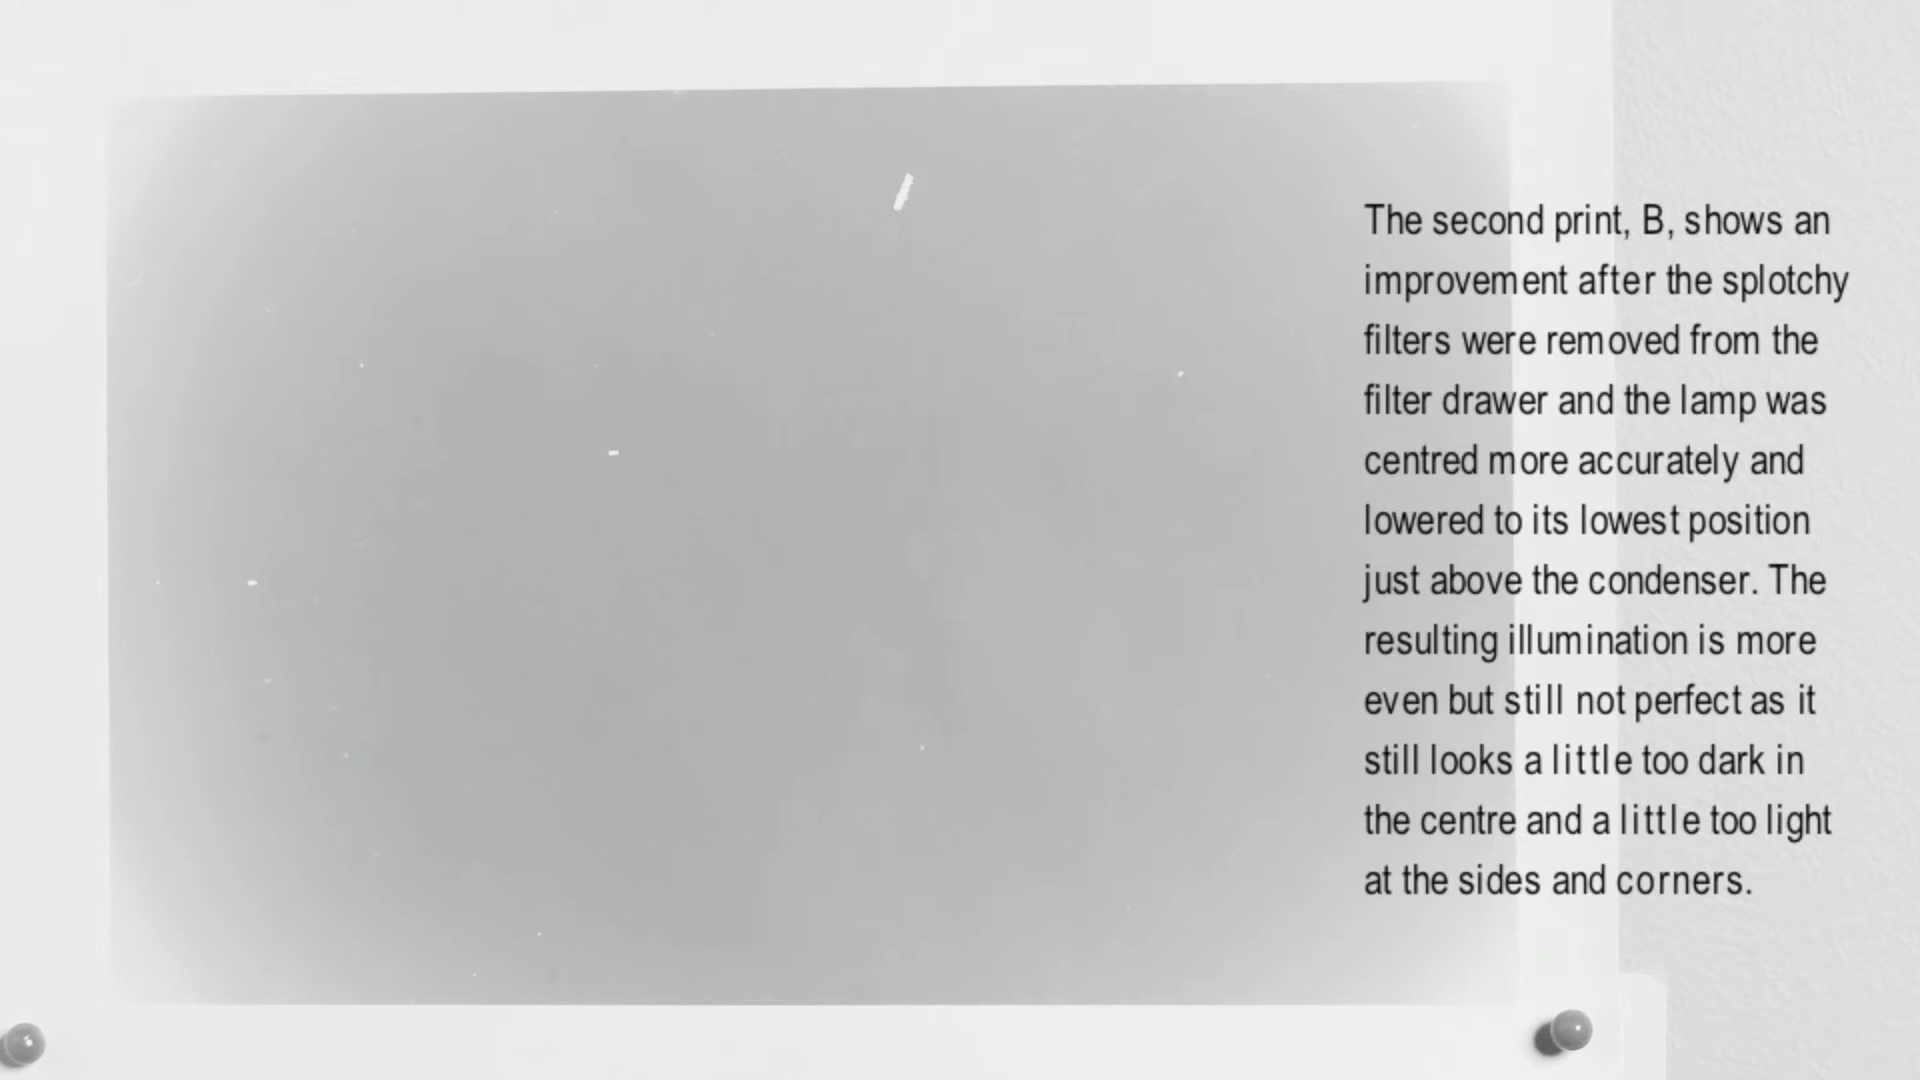 The second print, B, shows an
improvement after the splotchy
filters were removed from the
filter drawer and the lamp was
centred more accurately and
lowered to its lowest position
just above the condenser. The
resulting illumination is more
even but still not perfect as it
still looks a little too dark in
the centre and a little too light
at the sides and corners.